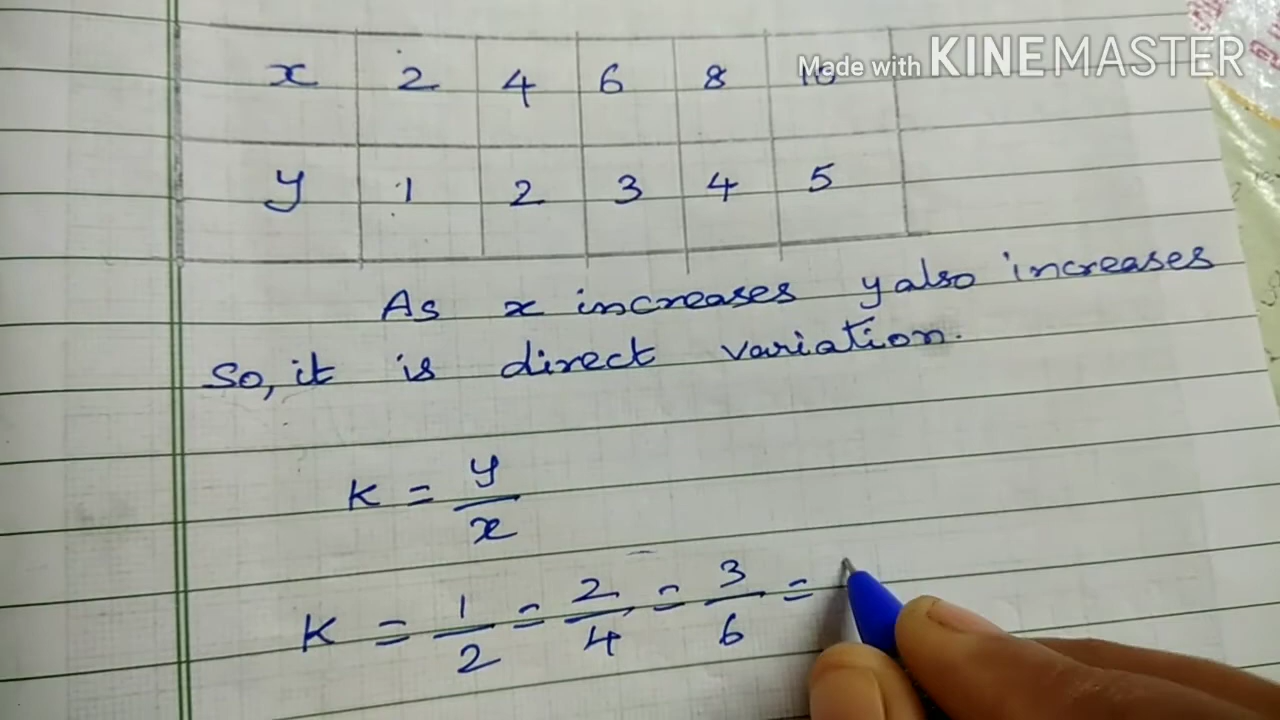 Made with KINEMASTER
x 2 4 6 8 10
y 1 2 3 4 5
As x increases y also increases
So, it is direct variation.
K = y/x
K = 1/2 = 2/4 = 3/6 =